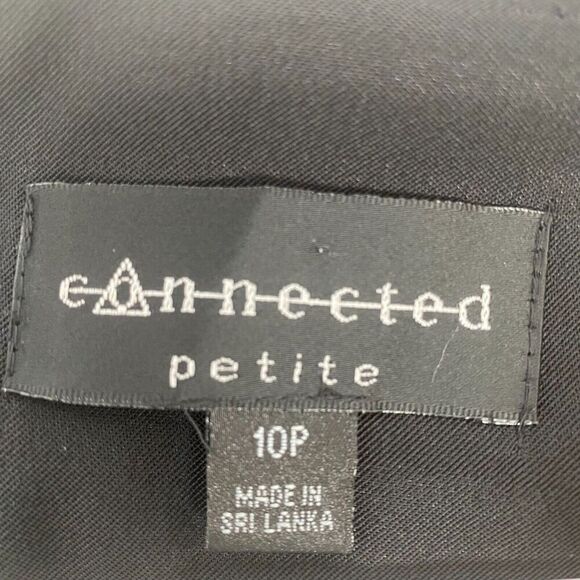 connected
petite
10P
MADE IN
SRI LANKA